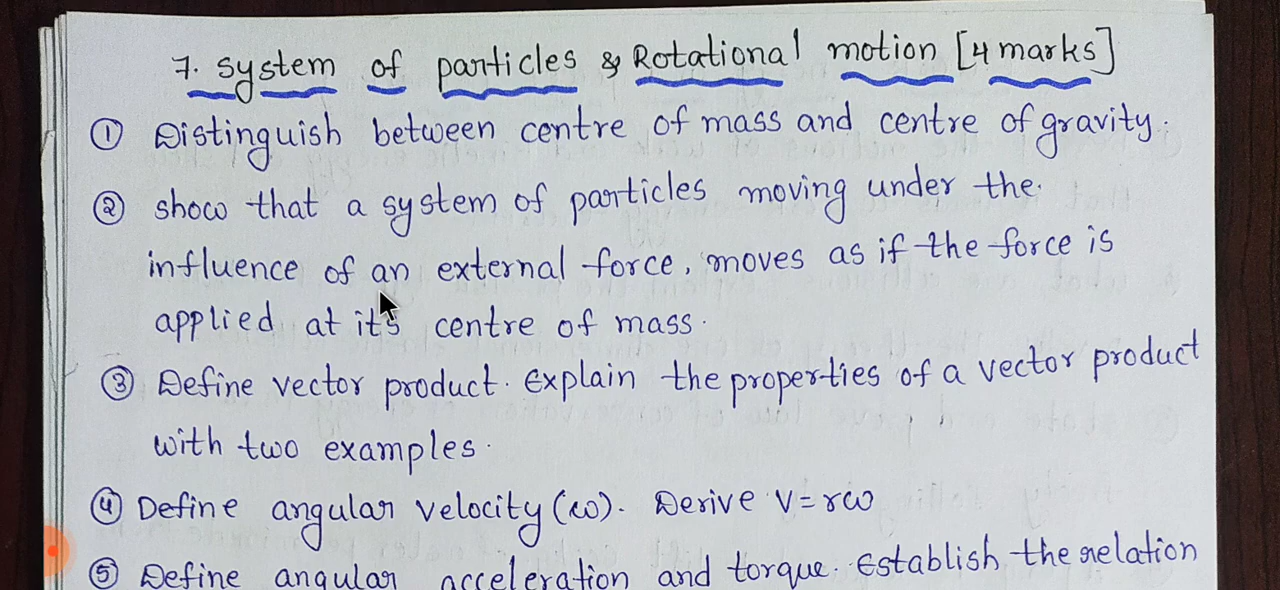 7. System of particles & Rotational motion [4 marks]
① Distinguish between centre of mass and centre of gravity.
② show that a system of particles moving under the
influence of an external force, moves as if the force is
applied at its centre of mass.
③ Define vector product. Explain the properties of a vector product
with two examples.
④ Define angular velocity (ω). Derive v = rω
⑤ Define angular acceleration and torque. Establish the relation